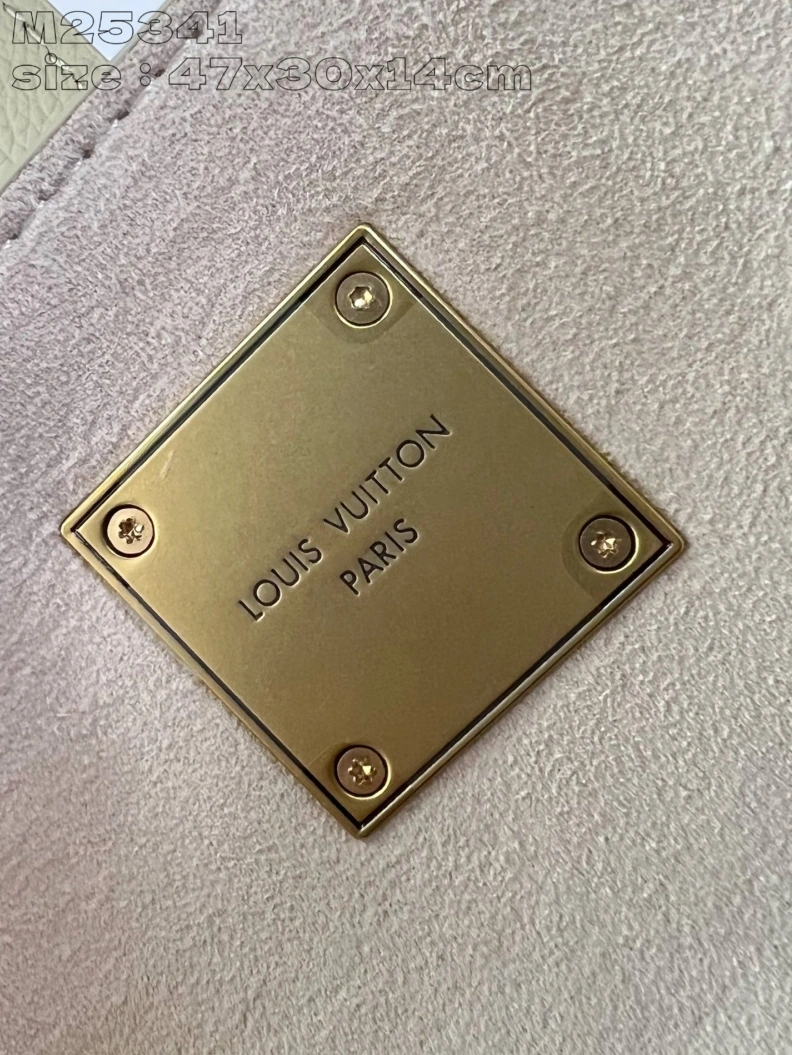 M25341
size : 47x30x14cm
LOUIS VUITTON
PARIS